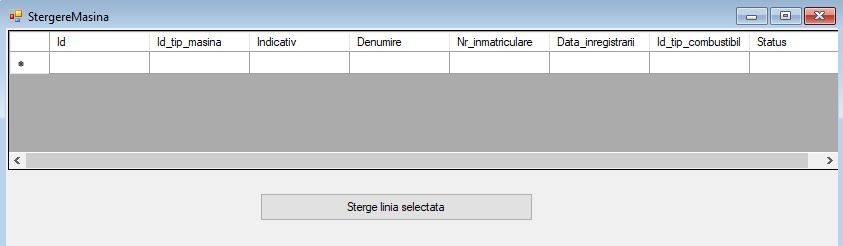 StergereMasina
Id Id_tip_masina Indicativ Denumire Nr_inmatriculare Data_inregistrarii Id_tip_combustibil Status
Sterge linia selectata